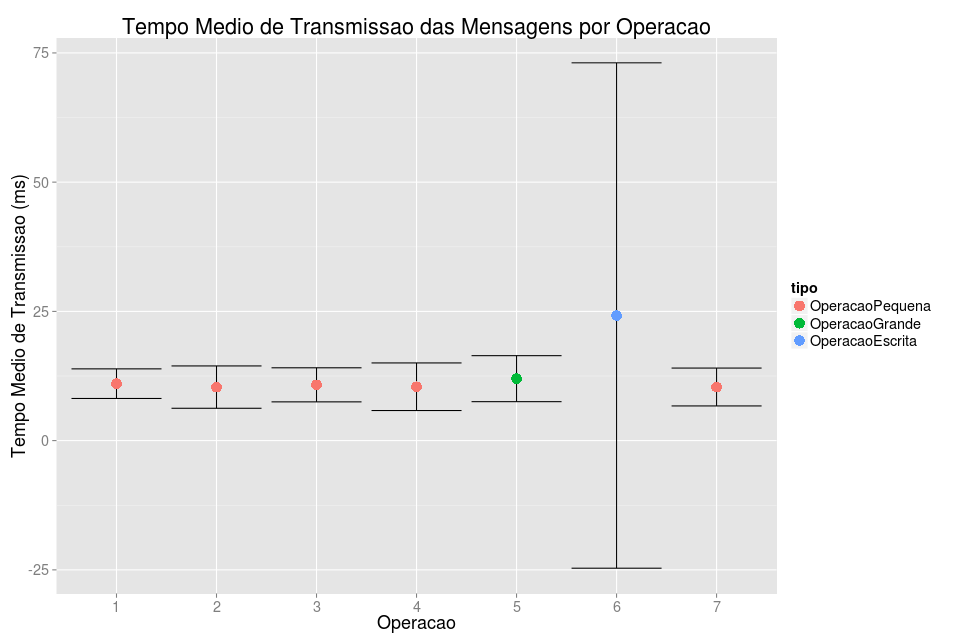 Tempo Medio de Transmissao das Mensagens por Operacao
Tempo Medio de Transmissao (ms)
75
50
25
0
-25
1 2 3 4 5 6 7
Operacao
tipo
OperacaoPequena
OperacaoGrande
OperacaoEscrita